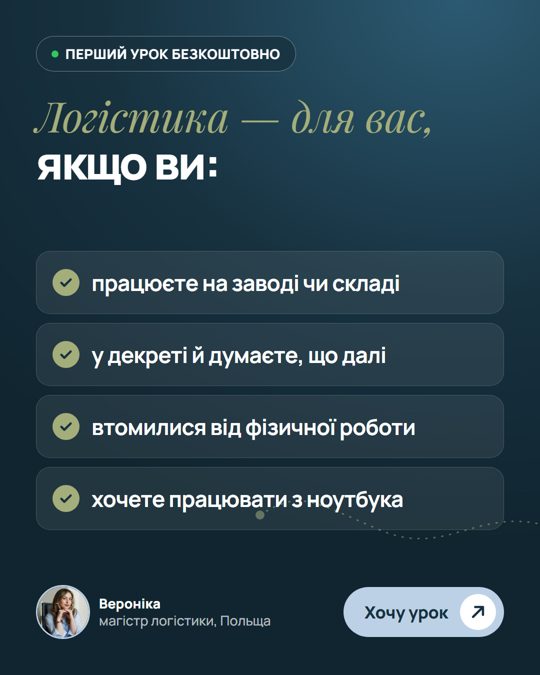 ПЕРШИЙ УРОК БЕЗКОШТОВНО
Логістика — для вас,
ЯКЩО ВИ:
працюєте на заводі чи складі
у декреті й думаєте, що далі
втомилися від фізичної роботи
хочете працювати з ноутбука
Вероніка
магістр логістики, Польща
Хочу урок